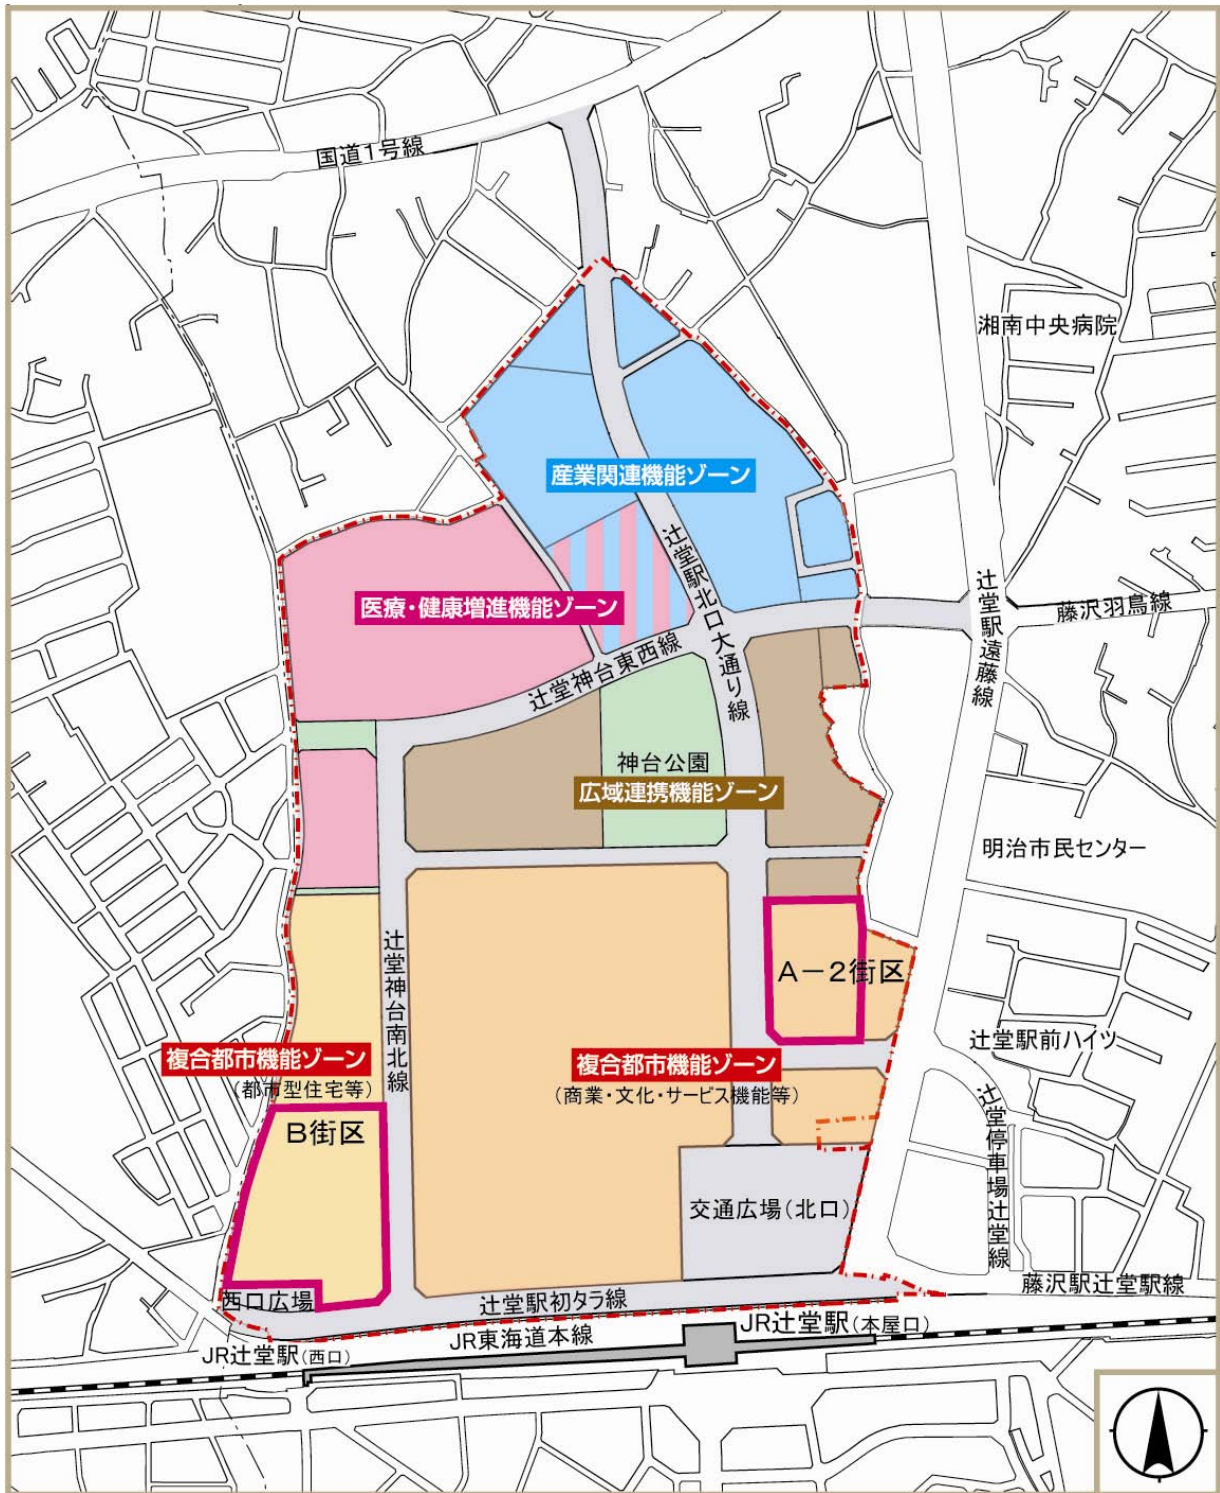 国道1号線
湘南中央病院
産業関連機能ゾーン
辻堂駅北口大通り線
辻堂駅遠藤線
医療・健康増進機能ゾーン
藤沢羽鳥線
辻堂神台東西線
神台公園
広域連携機能ゾーン
明治市民センター
辻堂神台南北線
A－2街区
辻堂駅前ハイツ
複合都市機能ゾーン
(都市型住宅等)
複合都市機能ゾーン
(商業・文化・サービス機能等)
辻堂停車場辻堂線
B街区
交通広場(北口)
西口広場
辻堂駅初タラ線
藤沢駅辻堂駅線
JR東海道本線
JR辻堂駅(本屋口)
JR辻堂駅(西口)